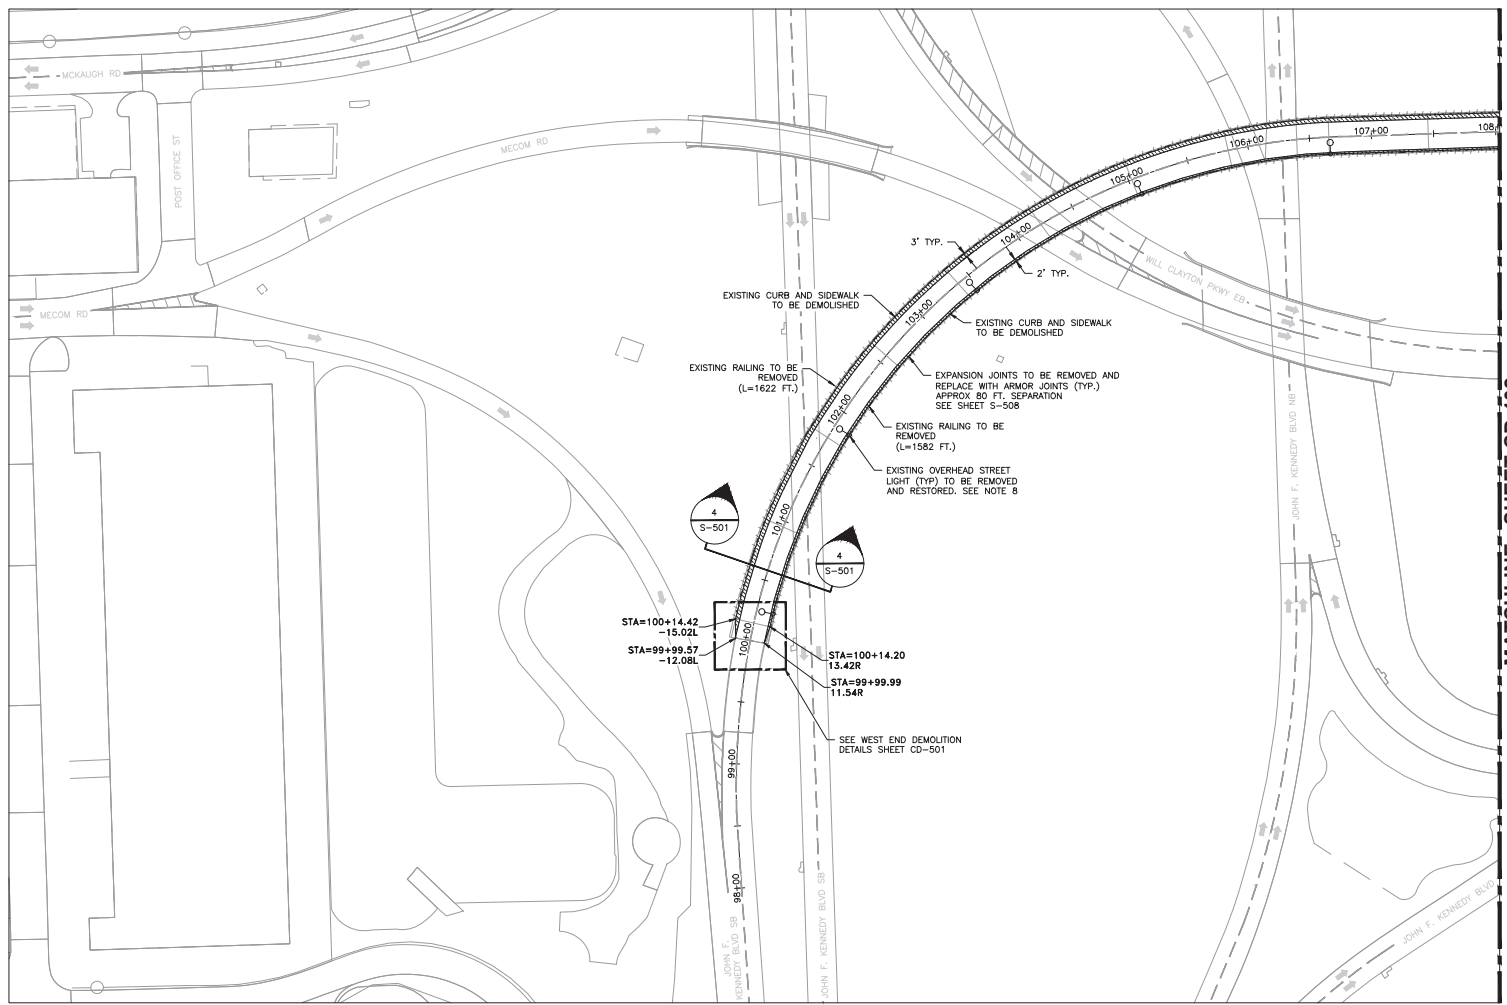 MCKAUGH RD
POST OFFICE ST
MECOM RD
MECOM RD
WILL CLAYTON PKWY EB
JOHN F. KENNEDY BLVD NB
108
107+00
106+00
105+00
104+00
103+00
102+00
101+00
100+00
99+00
98+00
3' TYP.
2' TYP.
EXISTING CURB AND SIDEWALK
TO BE DEMOLISHED
EXISTING CURB AND SIDEWALK
TO BE DEMOLISHED
EXISTING RAILING TO BE
REMOVED
(L=1622 FT.)
EXPANSION JOINTS TO BE REMOVED AND
REPLACE WITH ARMOR JOINTS (TYP.)
APPROX 80 FT. SEPARATION
SEE SHEET S-508
EXISTING RAILING TO BE
REMOVED
(L=1582 FT.)
EXISTING OVERHEAD STREET
LIGHT (TYP) TO BE REMOVED
AND RESTORED. SEE NOTE 8
4
S-501
4
S-501
STA=100+14.42
-15.02L
STA=99+99.57
-12.08L
STA=100+14.20
13.42R
STA=99+99.99
11.54R
SEE WEST END DEMOLITION
DETAILS SHEET CD-501
JOHN F.
KENNEDY BLVD SB
JOHN F. KENNEDY BLVD SB
JOHN F. KENNEDY BLVD